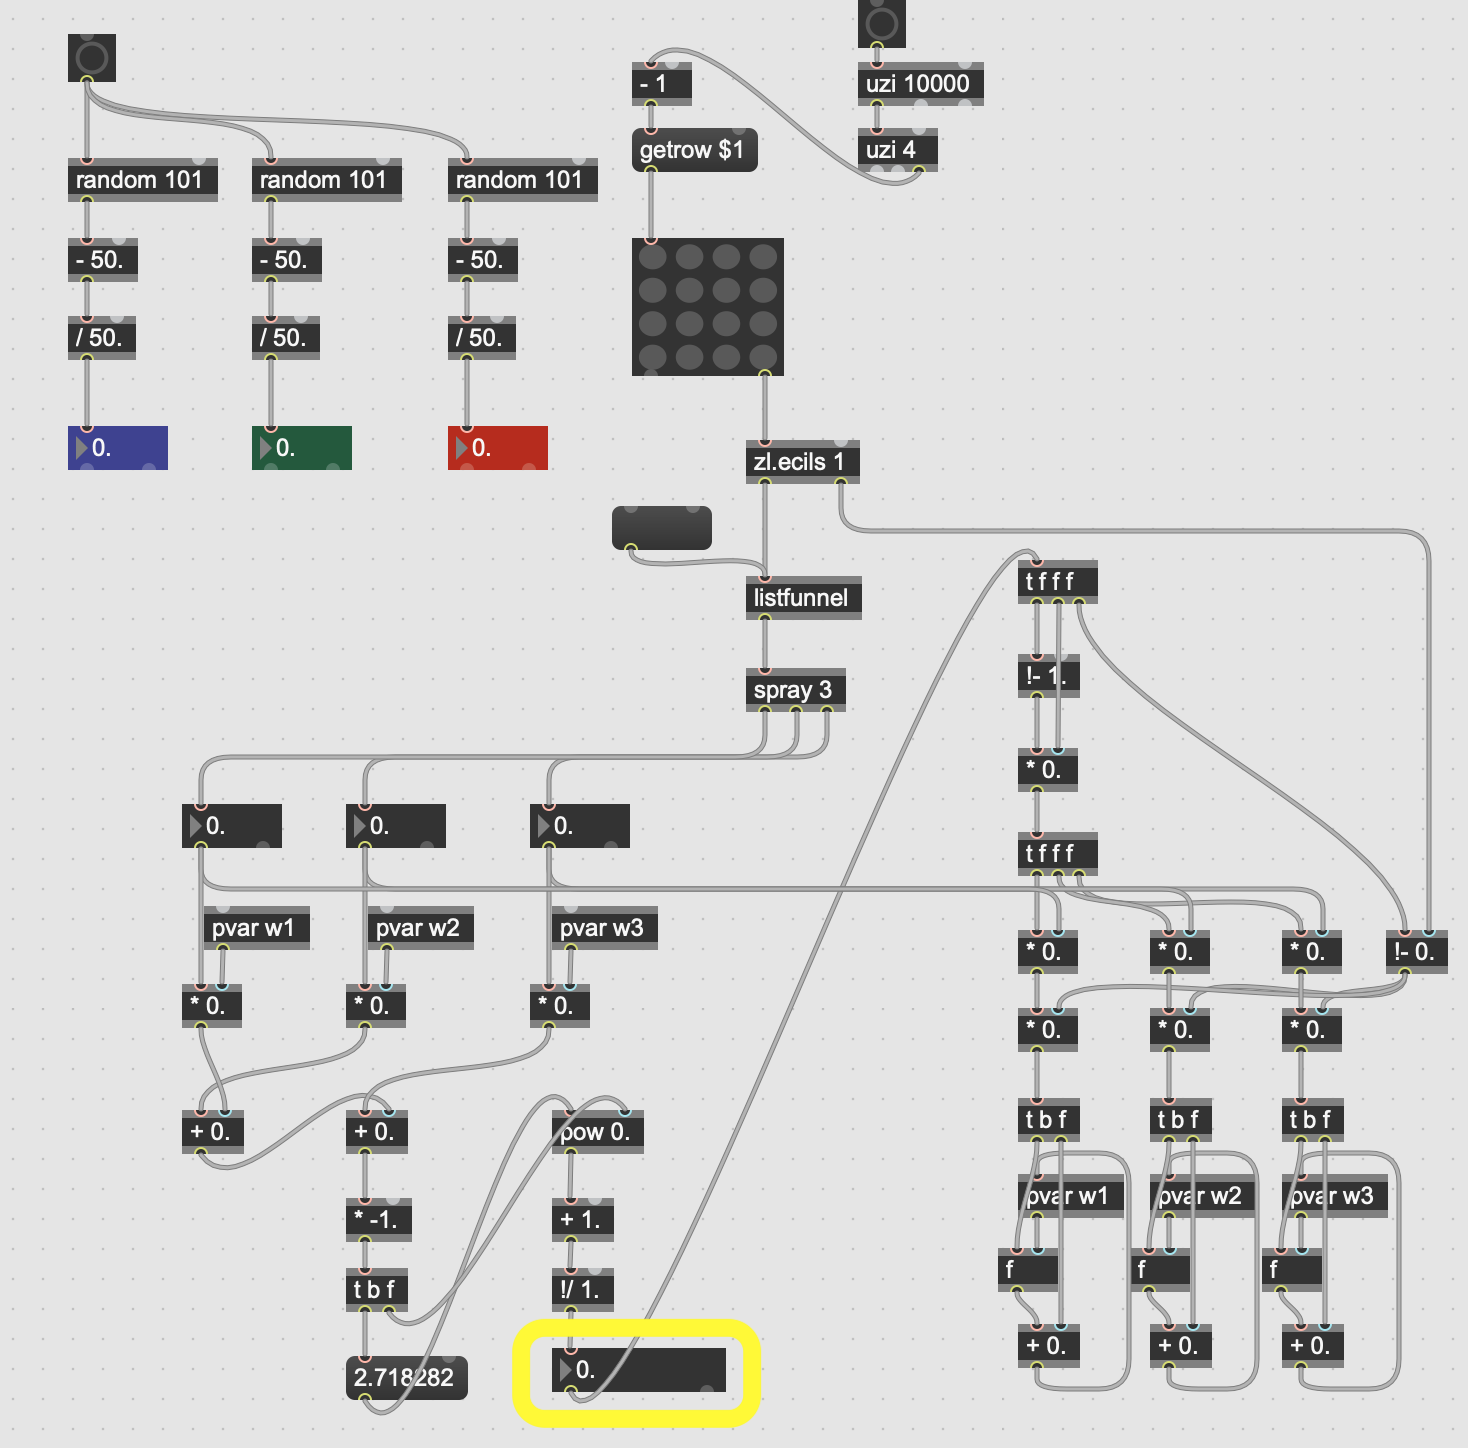 - 1
uzi 10000
getrow $1
uzi 4
random 101
random 101
random 101
- 50.
- 50.
- 50.
/ 50.
/ 50.
/ 50.
0.
0.
0.
zl.ecils 1
listfunnel
t f f f
!- 1.
spray 3
* 0.
0.
0.
0.
t f f f
pvar w1
pvar w2
pvar w3
* 0.
* 0.
* 0.
!- 0.
* 0.
* 0.
* 0.
* 0.
* 0.
* 0.
+ 0.
+ 0.
pow 0.
t b f
t b f
t b f
pvar w1
pvar w2
pvar w3
* -1.
+ 1.
f
f
f
t b f
!/ 1.
+ 0.
+ 0.
+ 0.
2.718282
0.